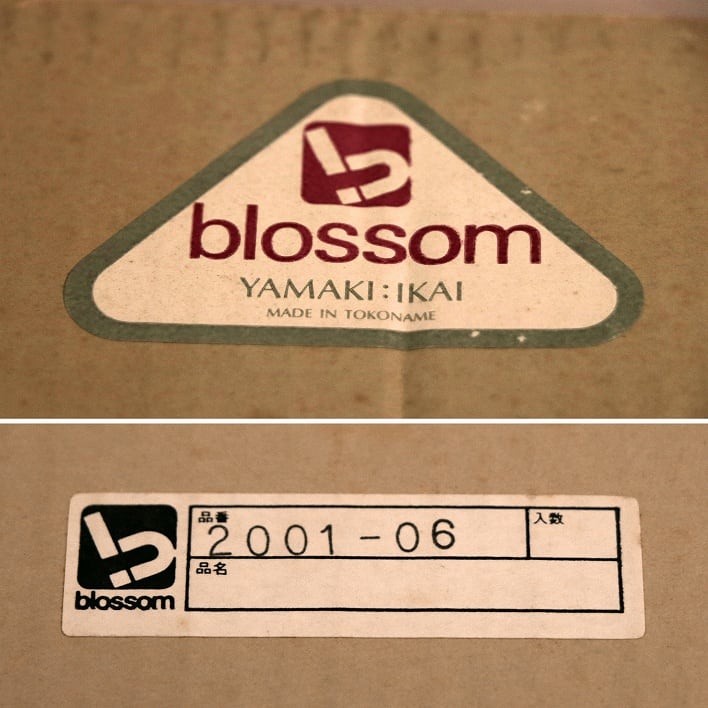 blossom
YAMAKI:IKAI
MADE IN TOKONAME
品番
2001-06
入数
品名
blossom